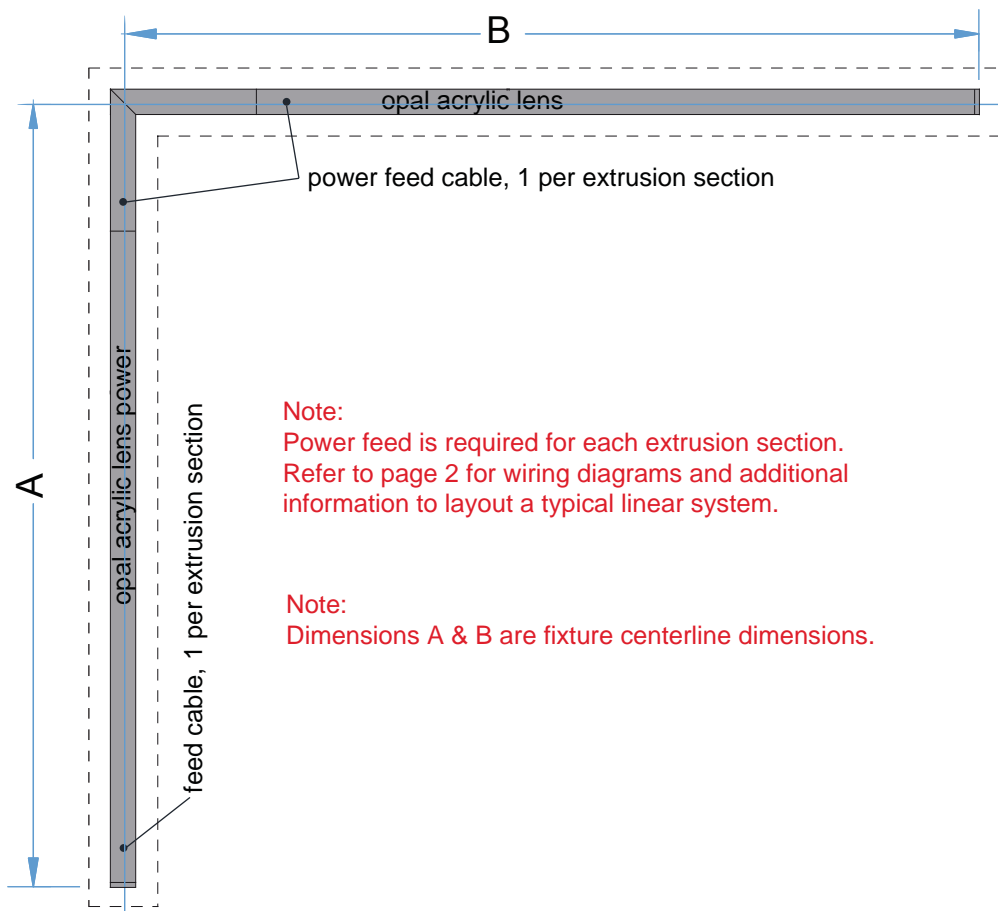 B
opal acrylic lens
power feed cable, 1 per extrusion section
A
opal acrylic lens power
feed cable, 1 per extrusion section
Note:
Power feed is required for each extrusion section.
Refer to page 2 for wiring diagrams and additional
information to layout a typical linear system.
Note:
Dimensions A & B are fixture centerline dimensions.